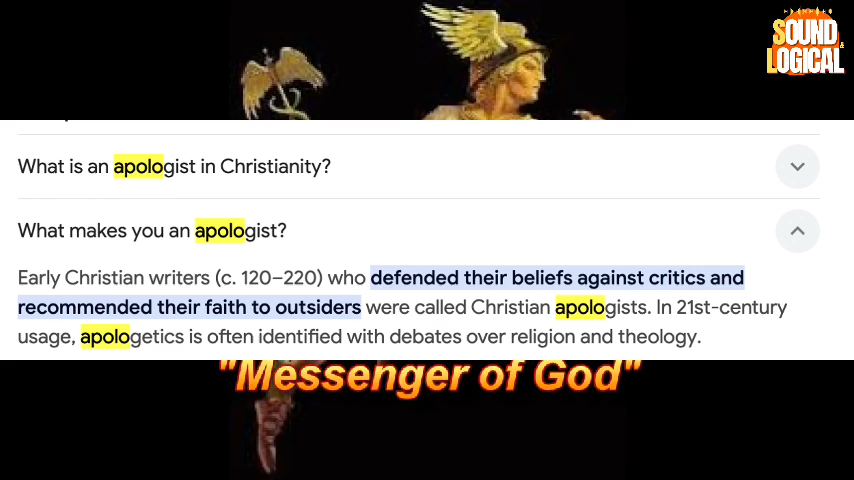 SOUND
& LOGICAL
What is an apologist in Christianity?
What makes you an apologist?
Early Christian writers (c. 120–220) who defended their beliefs against critics and
recommended their faith to outsiders were called Christian apologists. In 21st-century
usage, apologetics is often identified with debates over religion and theology.
"Messenger of God"